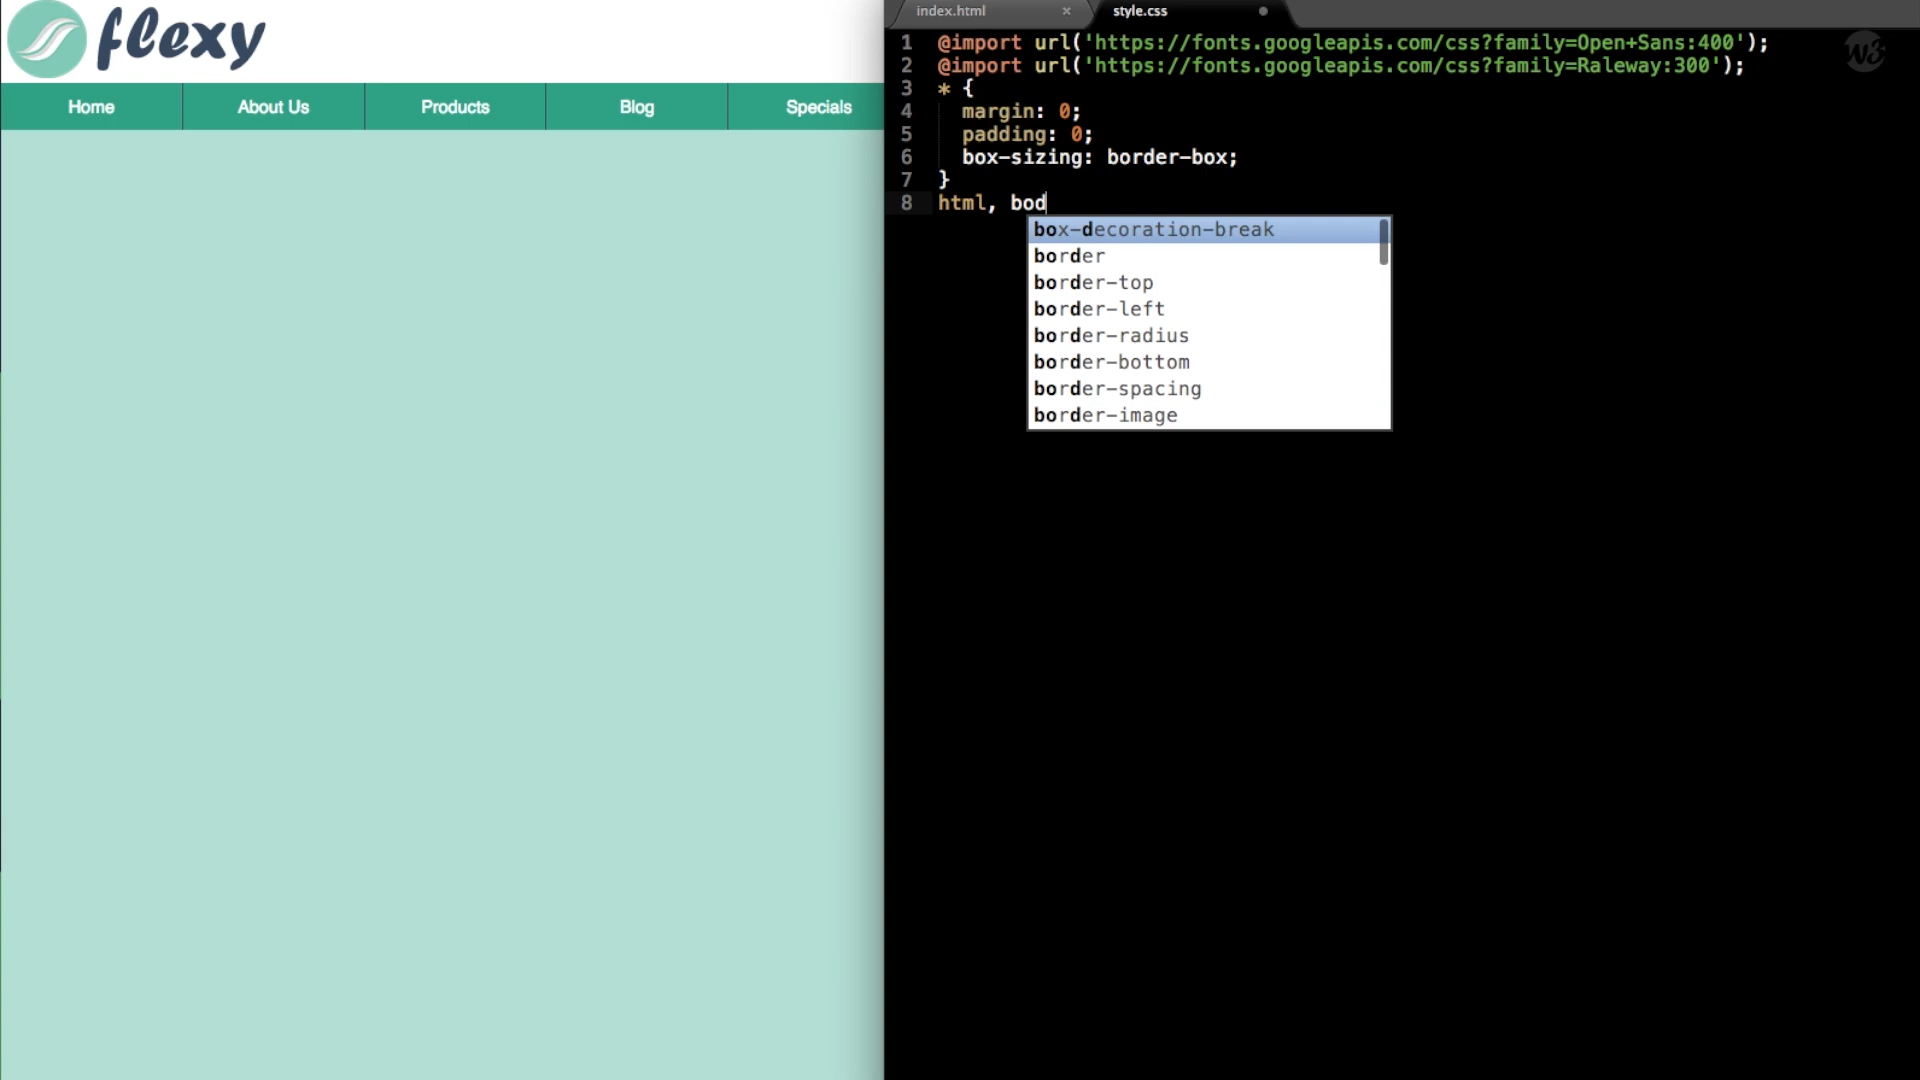 flexy
Home
About Us
Products
Blog
Specials
index.html ×
style.css
1 @import url('https://fonts.googleapis.com/css?family=Open+Sans:400');
2 @import url('https://fonts.googleapis.com/css?family=Raleway:300');
3 * {
4 margin: 0;
5 padding: 0;
6 box-sizing: border-box;
7 }
8 html, bod
box-decoration-break
border
border-top
border-left
border-radius
border-bottom
border-spacing
border-image
W3